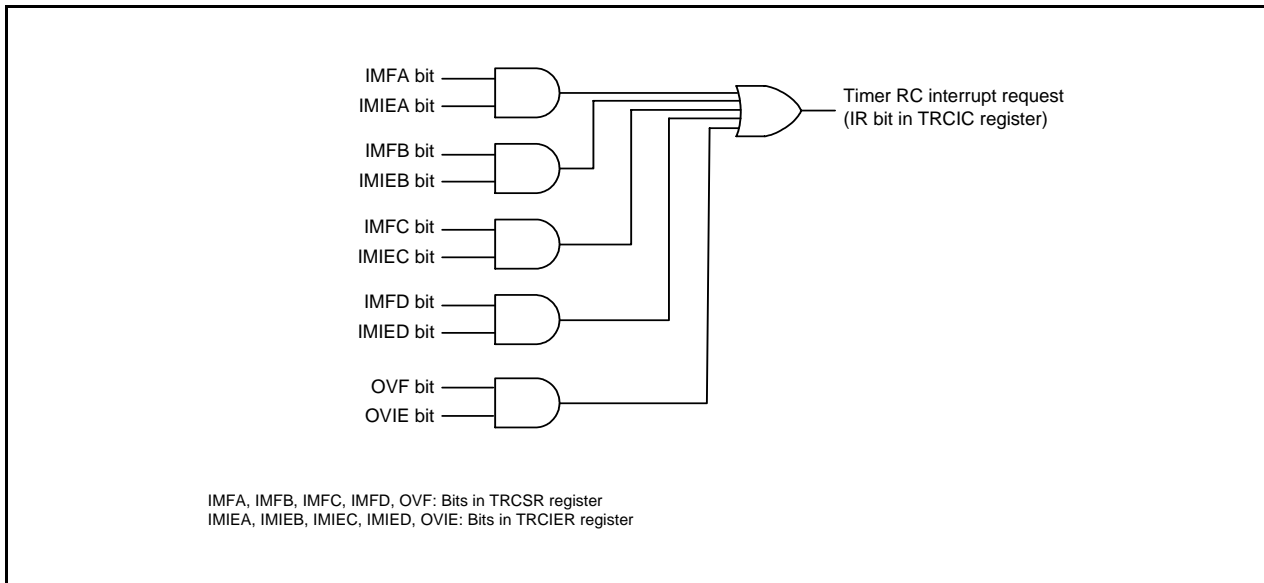 IMFA bit
IMIEA bit
IMFB bit
IMIEB bit
IMFC bit
IMIEC bit
IMFD bit
IMIED bit
OVF bit
OVIE bit
Timer RC interrupt request
(IR bit in TRCIC register)
IMFA, IMFB, IMFC, IMFD, OVF: Bits in TRCSR register
IMIEA, IMIEB, IMIEC, IMIED, OVIE: Bits in TRCIER register